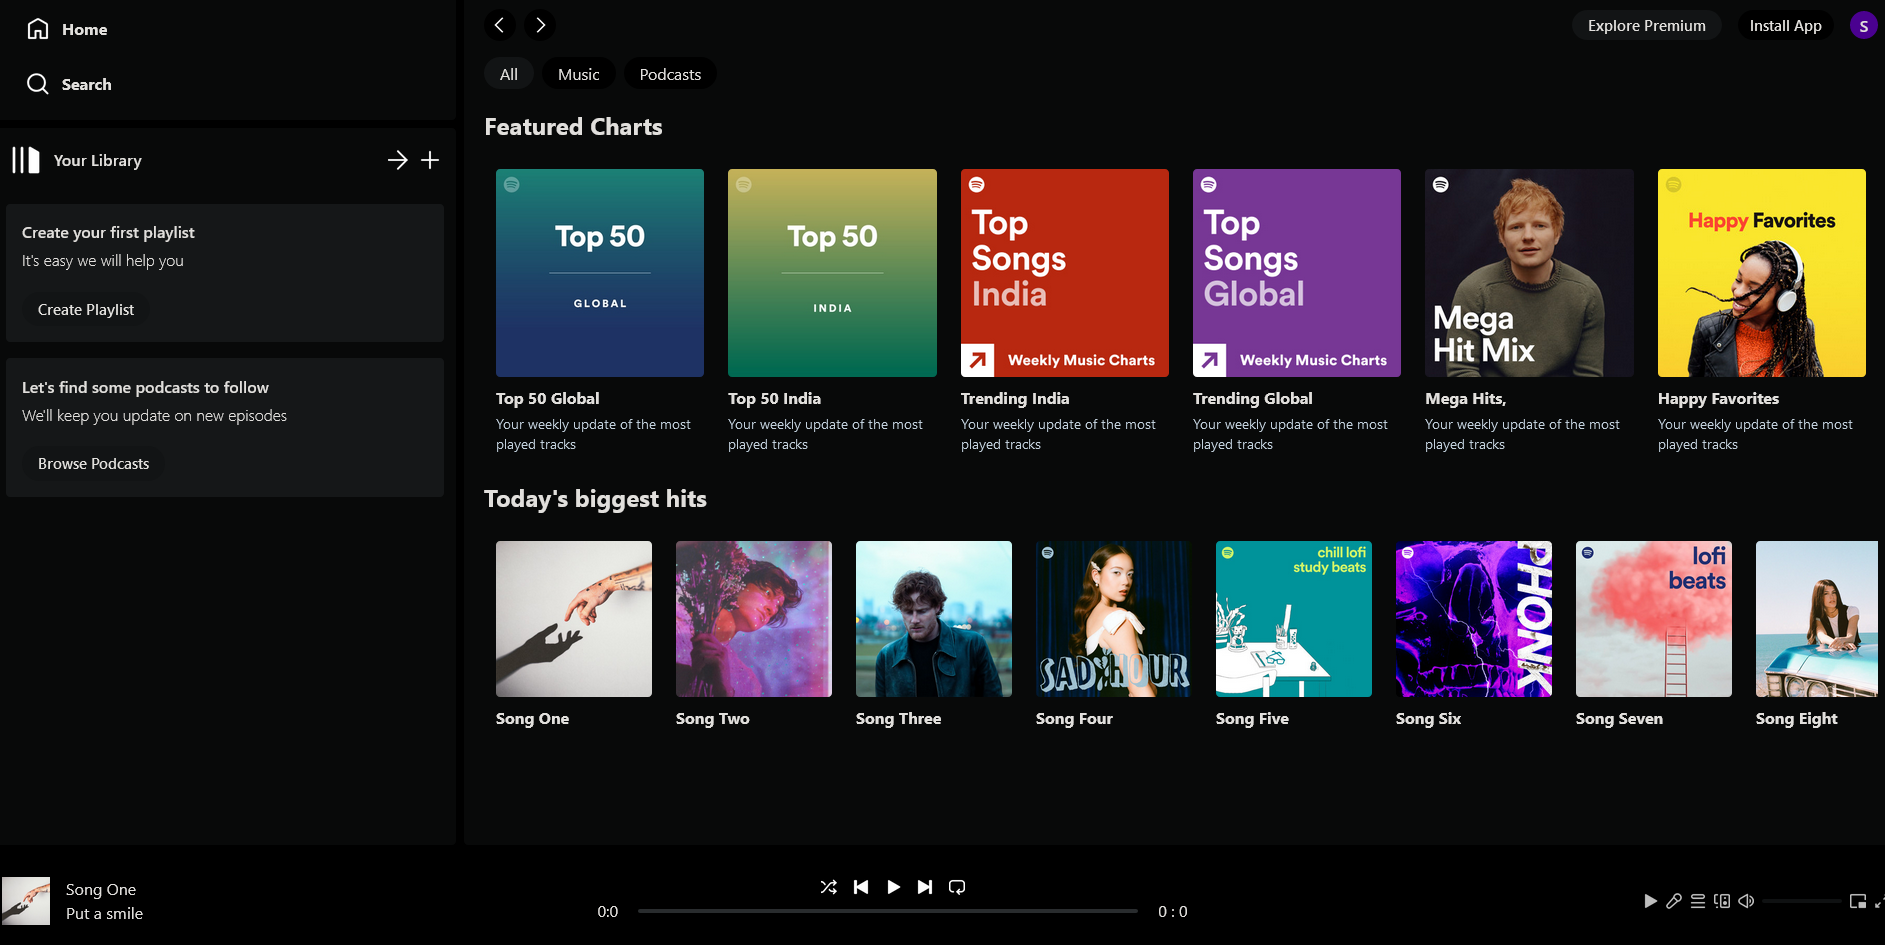 Home
Search
Your Library
Create your first playlist
It's easy we will help you
Create Playlist
Let's find some podcasts to follow
We'll keep you update on new episodes
Browse Podcasts
Explore Premium
Install App
S
All
Music
Podcasts
Featured Charts
Top 50
GLOBAL
Top 50 Global
Your weekly update of the most
played tracks
Top 50
INDIA
Top 50 India
Your weekly update of the most
played tracks
Top
Songs
India
Weekly Music Charts
Trending India
Your weekly update of the most
played tracks
Top
Songs
Global
Weekly Music Charts
Trending Global
Your weekly update of the most
played tracks
Mega
Hit Mix
Mega Hits,
Your weekly update of the most
played tracks
Happy Favorites
Happy Favorites
Your weekly update of the most
played tracks
Today's biggest hits
Song One
Song Two
Song Three
SAD HOUR
Song Four
chill lofi
study beats
Song Five
PHONK
Song Six
lofi
beats
Song Seven
Song Eight
Song One
Put a smile
0:0
0 : 0